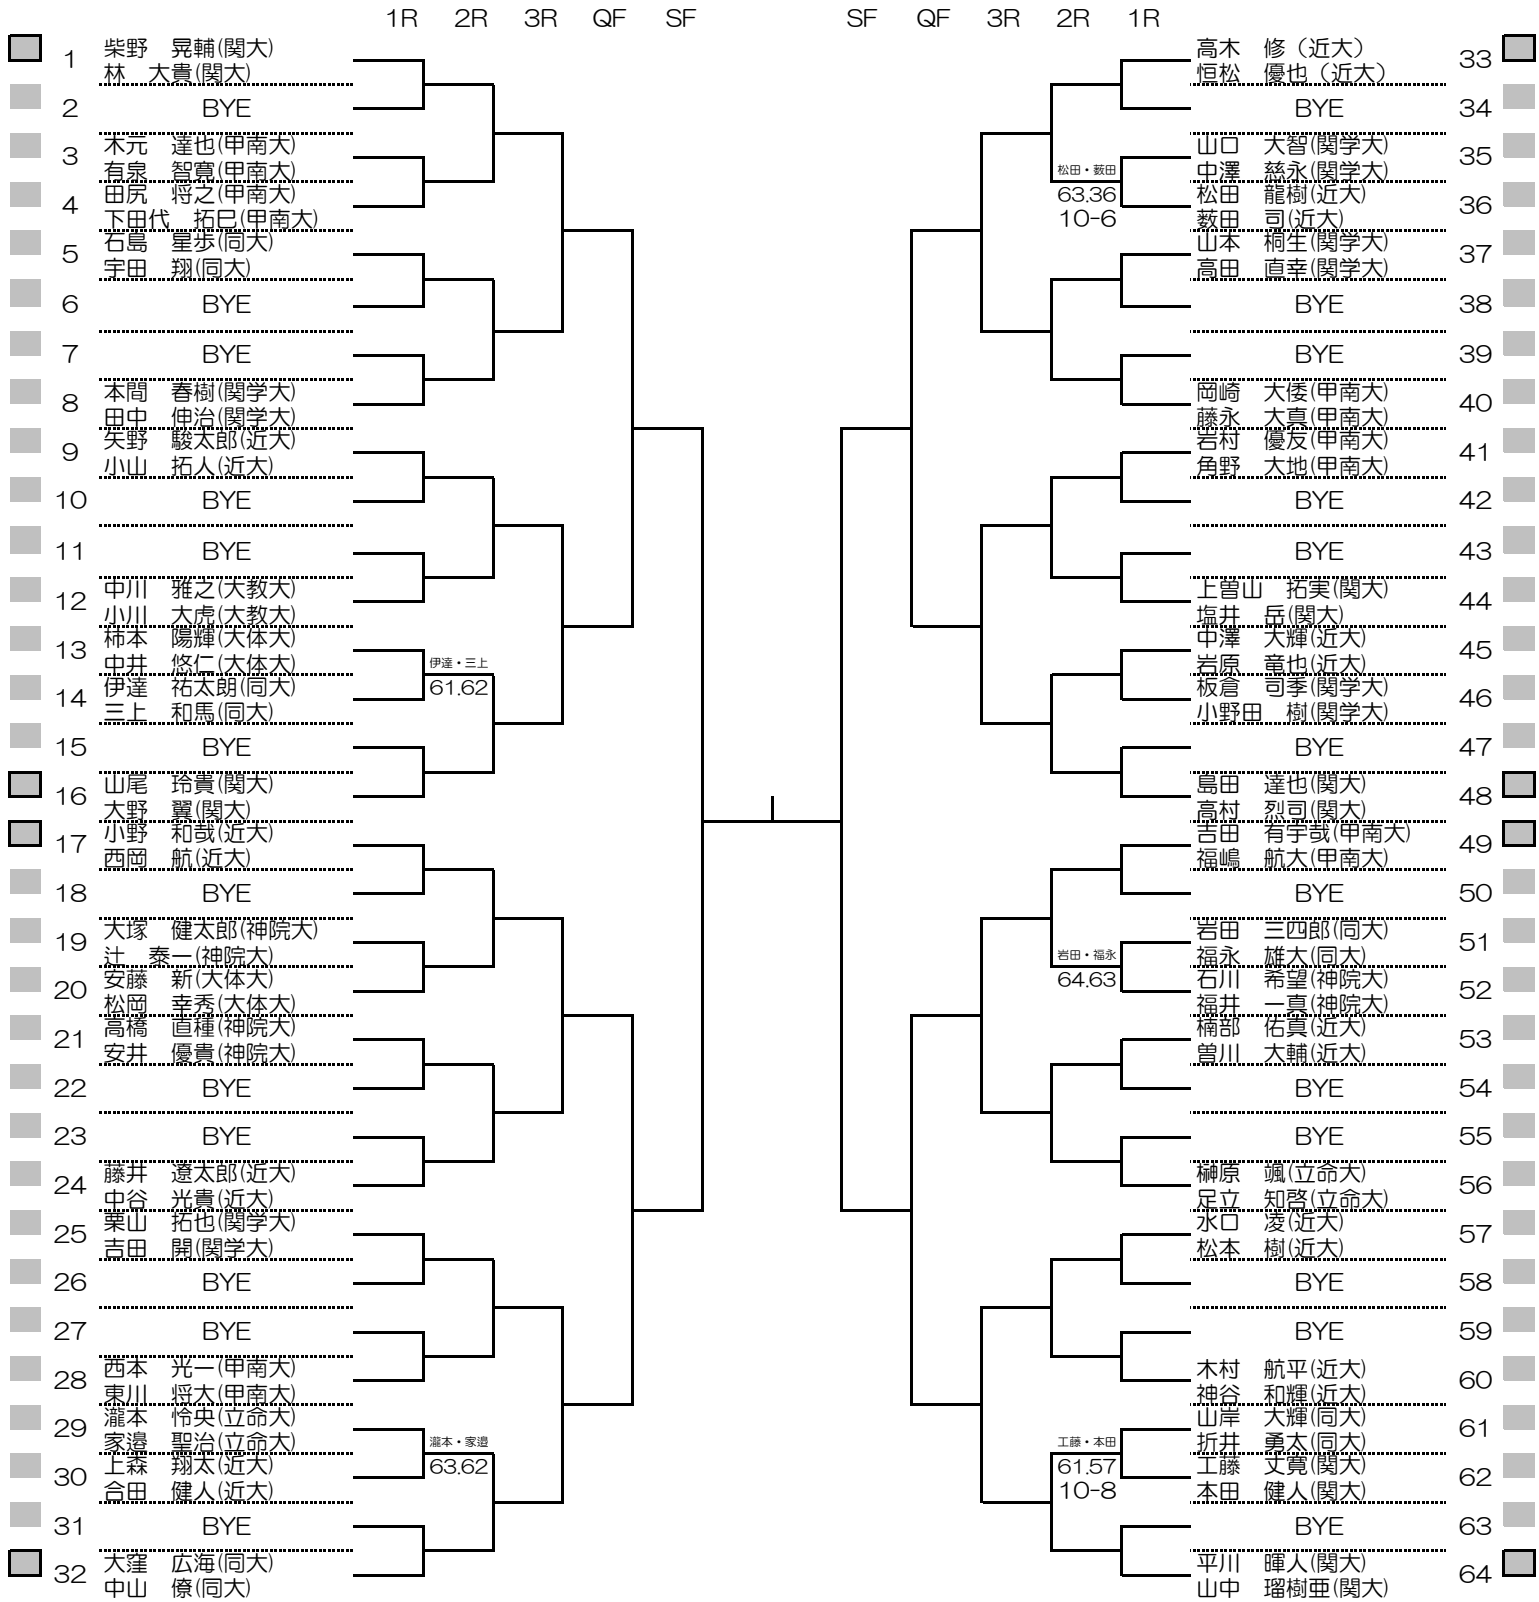 1R 2R 3R QF SF SF QF 3R 2R 1R
1 柴野 晃輔(関大)
林 大貴(関大)
2 BYE
3 木元 達也(甲南大)
有泉 智寛(甲南大)
4 田尻 将之(甲南大)
下田代 拓巳(甲南大)
5 石島 星歩(同大)
宇田 翔(同大)
6 BYE
7 BYE
8 本間 春樹(関学大)
田中 伸治(関学大)
9 矢野 駿太郎(近大)
小山 拓人(近大)
10 BYE
11 BYE
12 中川 雅之(大教大)
小川 大虎(大教大)
13 柿本 陽輝(大体大)
中井 悠仁(大体大)
伊達・三上
61.62
14 伊達 祐太朗(同大)
三上 和馬(同大)
15 BYE
16 山尾 玲貴(関大)
大野 翼(関大)
17 小野 和哉(近大)
西岡 航(近大)
18 BYE
19 大塚 健太郎(神院大)
辻 泰一(神院大)
20 安藤 新(大体大)
松岡 幸秀(大体大)
21 高橋 直種(神院大)
安井 優貴(神院大)
22 BYE
23 BYE
24 藤井 遼太郎(近大)
中谷 光貴(近大)
25 栗山 拓也(関学大)
吉田 開(関学大)
26 BYE
27 BYE
28 西本 光一(甲南大)
東川 将大(甲南大)
29 瀧本 怜央(立命大)
家邉 聖治(立命大)
瀧本・家邉
63.62
30 上森 翔太(近大)
合田 健人(近大)
31 BYE
32 大窪 広海(同大)
中山 僚(同大)
高木 修（近大） 33
恒松 優也（近大）
BYE 34
山口 大智(関学大) 35
中澤 慈永(関学大)
松田・薮田
63.36
10-6
松田 龍樹(近大) 36
薮田 司(近大)
山本 桐生(関学大) 37
高田 直幸(関学大)
BYE 38
BYE 39
岡崎 大倭(甲南大) 40
藤永 大真(甲南大)
岩村 優友(甲南大) 41
角野 大地(甲南大)
BYE 42
BYE 43
上曽山 拓実(関大) 44
塩井 岳(関大)
中澤 大輝(近大) 45
岩原 竜也(近大)
板倉 司季(関学大) 46
小野田 樹(関学大)
BYE 47
島田 達也(関大) 48
高村 烈司(関大)
吉田 有宇哉(甲南大) 49
福嶋 航大(甲南大)
BYE 50
岩田 三四郎(同大) 51
福永 雄大(同大)
岩田・福永
64.63
石川 希望(神院大) 52
福井 一真(神院大)
楠部 佑真(近大) 53
曽川 大輔(近大)
BYE 54
BYE 55
榊原 颯(立命大) 56
足立 知啓(立命大)
水口 凌(近大) 57
松本 樹(近大)
BYE 58
BYE 59
木村 航平(近大) 60
神谷 和輝(近大)
山岸 大輝(同大) 61
折井 勇太(同大)
工藤・本田
61.57
10-8
工藤 丈寛(関大) 62
本田 健人(関大)
BYE 63
平川 暉人(関大) 64
山中 瑠樹亜(関大)